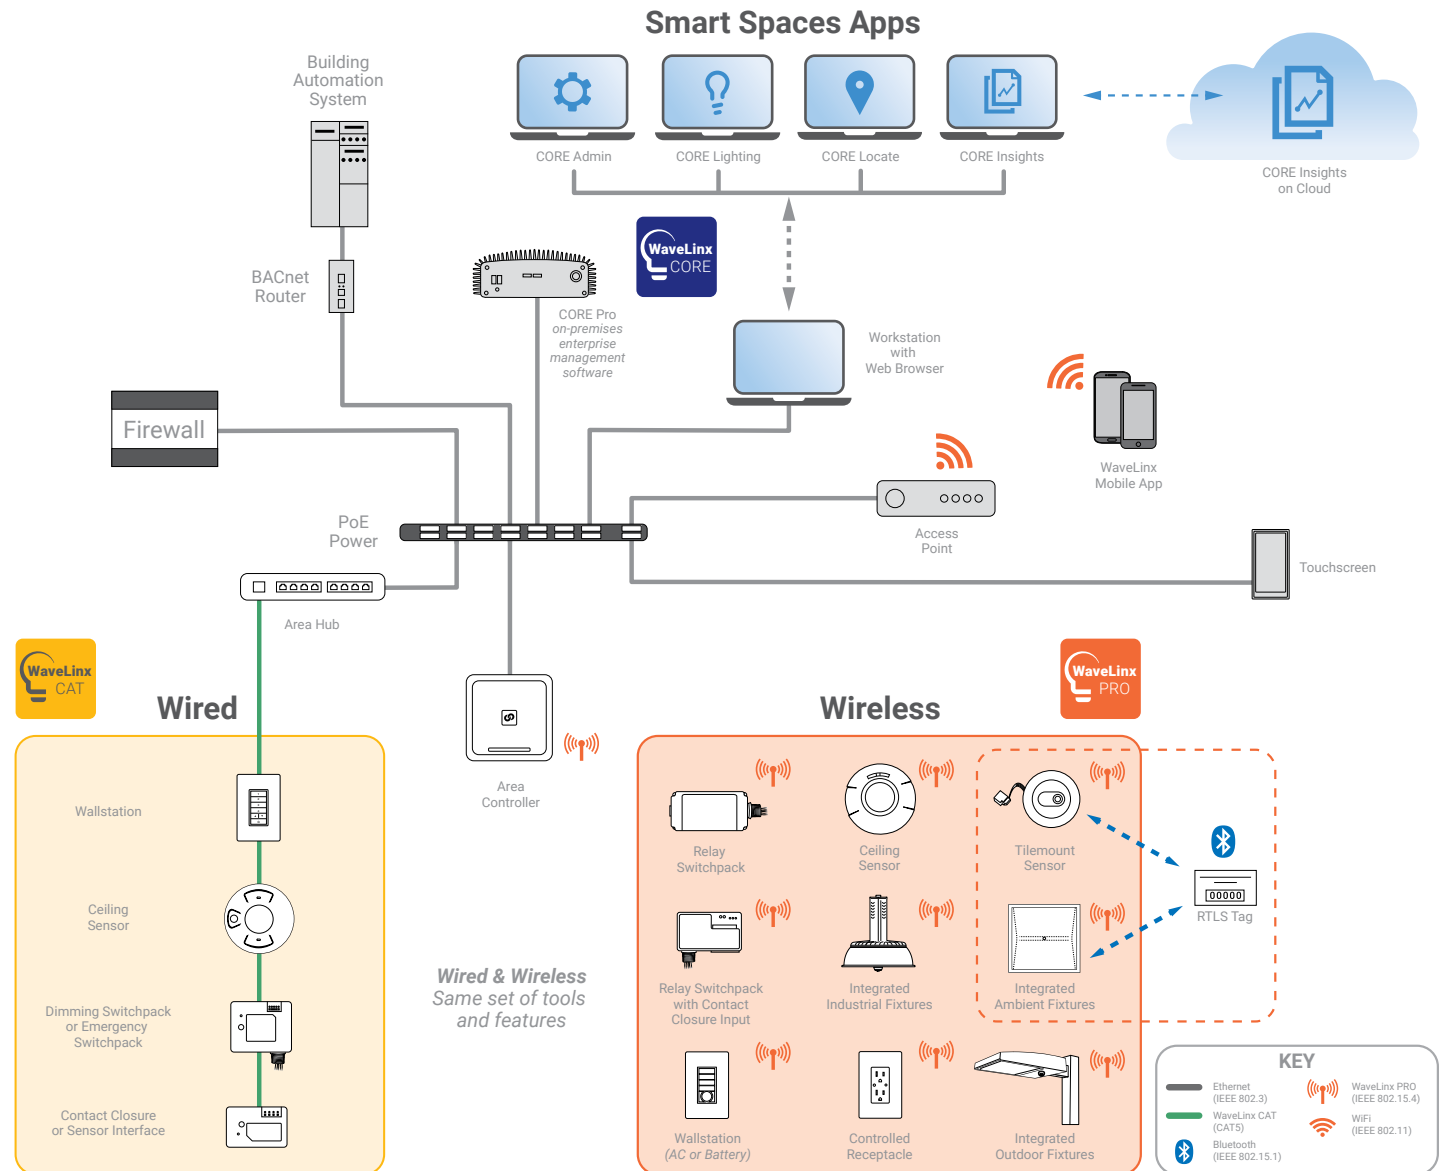 Smart Spaces Apps
Building
Automation
System
CORE Admin
CORE Lighting
CORE Locate
CORE Insights
CORE Insights
on Cloud
BACnet
Router
WaveLinx
CORE
CORE Pro
on-premises
enterprise
management
software
Workstation
with
Web Browser
Firewall
WaveLinx
Mobile App
PoE
Power
Access
Point
Touchscreen
Area Hub
WaveLinx
CAT
Wired
WaveLinx
PRO
Wireless
Area
Controller
Wallstation
Ceiling
Sensor
Dimming Switchpack
or Emergency
Switchpack
Contact Closure
or Sensor Interface
Wired & Wireless
Same set of tools
and features
Relay
Switchpack
Ceiling
Sensor
Tilemount
Sensor
00000
RTLS Tag
Relay Switchpack
with Contact
Closure Input
Integrated
Industrial Fixtures
Integrated
Ambient Fixtures
Wallstation
(AC or Battery)
Controlled
Receptacle
Integrated
Outdoor Fixtures
KEY
Ethernet
(IEEE 802.3)
WaveLinx CAT
(CAT5)
Bluetooth
(IEEE 802.15.1)
WaveLinx PRO
(IEEE 802.15.4)
WiFi
(IEEE 802.11)